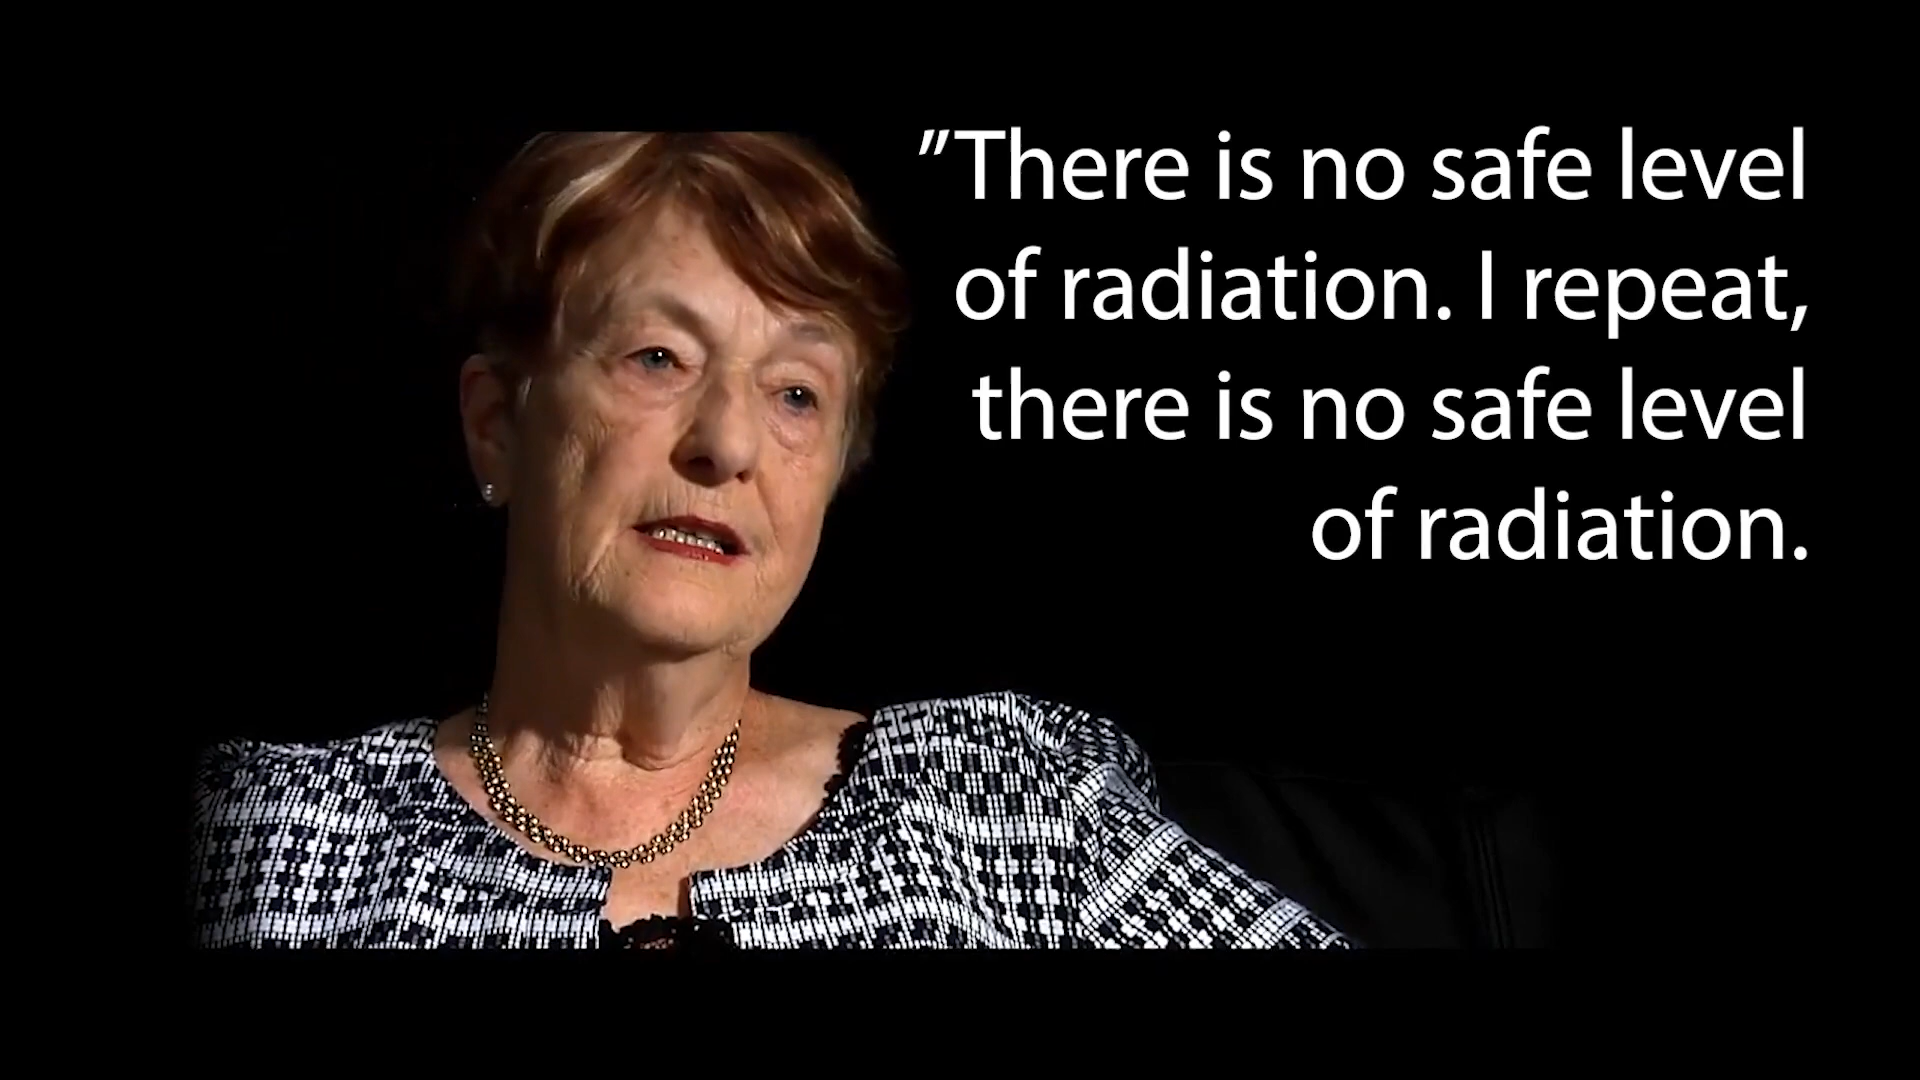 "There is no safe level
of radiation. I repeat,
there is no safe level
of radiation.